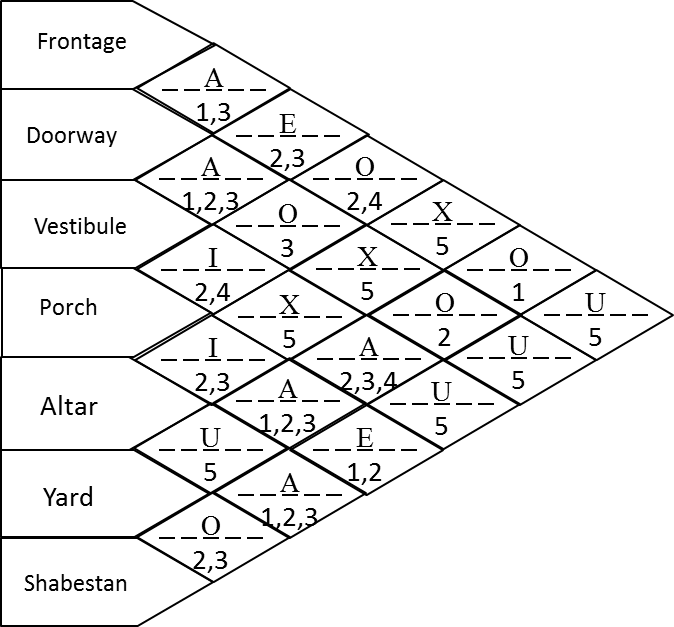 Frontage
A
1,3
E
Doorway
2,3
A O
1,2,3 2,4
O X
Vestibule
3 5
I X O
2,4 5 1
X O U
Porch
5 2 5
I A U
2,3 2,3,4 5
A U
Altar
1,2,3 5
U E
5 1,2
A
Yard
1,2,3
O
2,3
Shabestan